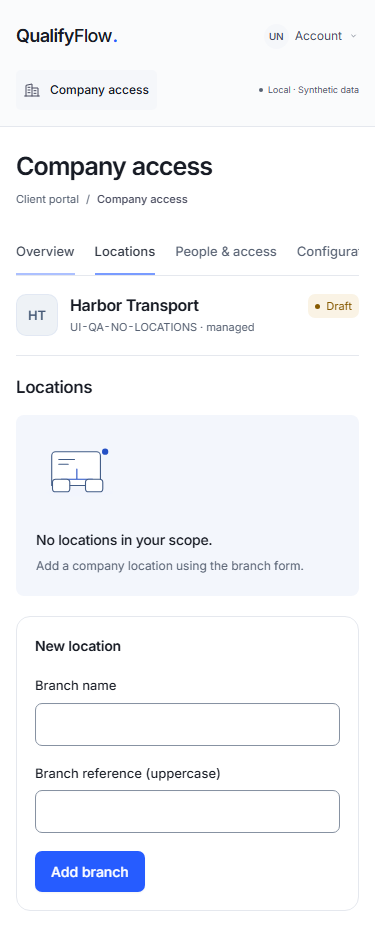 QualifyFlow.
UN Account
Company access
Local · Synthetic data
Company access
Client portal / Company access
Overview Locations People & access Configurat
HT
Harbor Transport
Draft
UI-QA-NO-LOCATIONS · managed
Locations
No locations in your scope.
Add a company location using the branch form.
New location
Branch name
Branch reference (uppercase)
Add branch